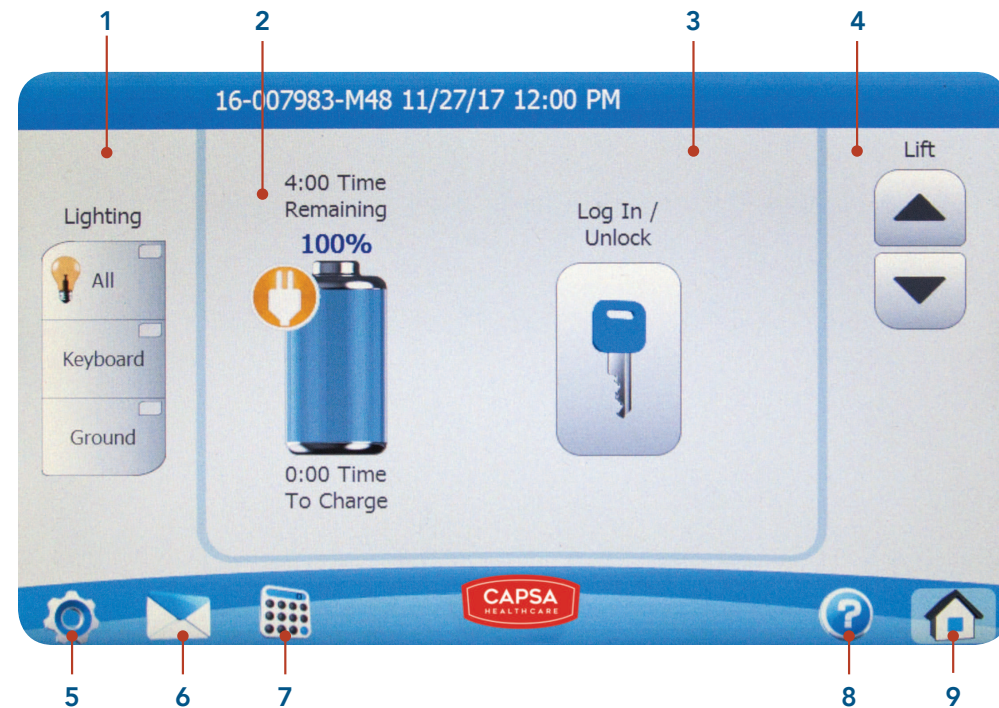 1
2
3
4
16-007983-M48 11/27/17 12:00 PM
Lighting
All
Keyboard
Ground
4:00 Time
Remaining
100%
0:00 Time
To Charge
Log In /
Unlock
Lift
CAPSA
HEALTHCARE
?
5
6
7
8
9